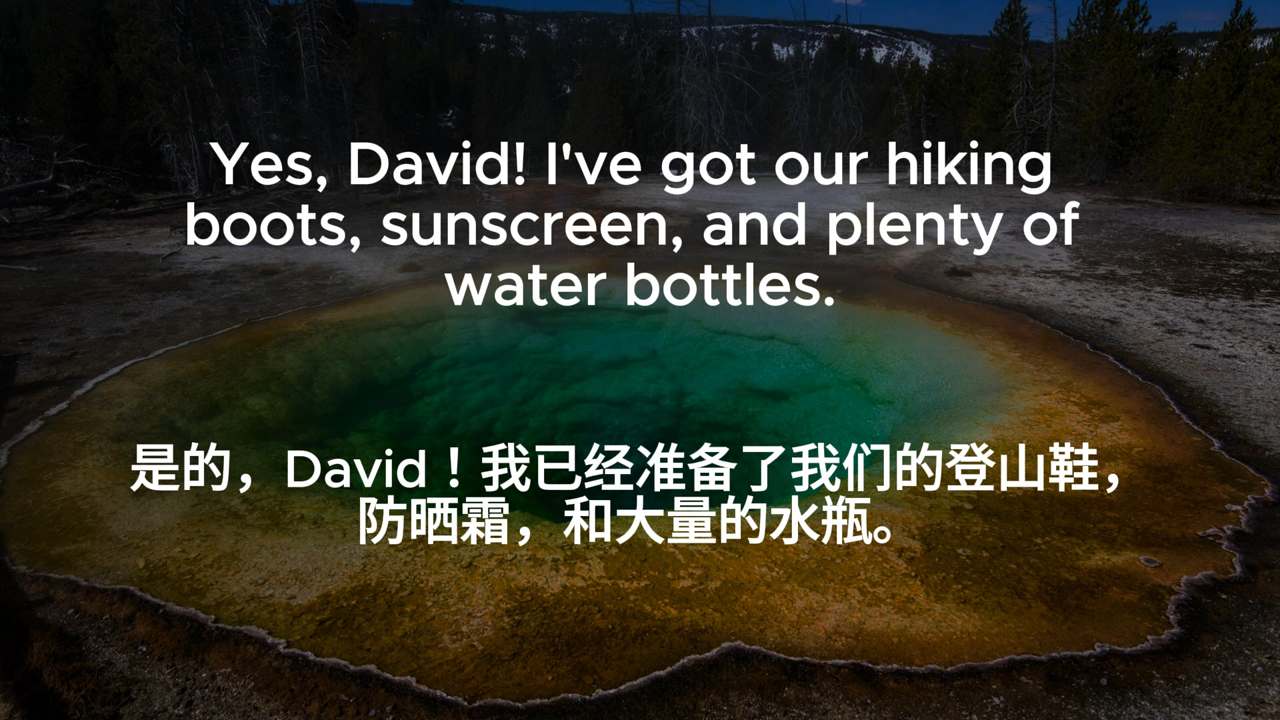 Yes, David! I've got our hiking
boots, sunscreen, and plenty of
water bottles.
是的，David！我已经准备了我们的登山鞋，
防晒霜，和大量的水瓶。